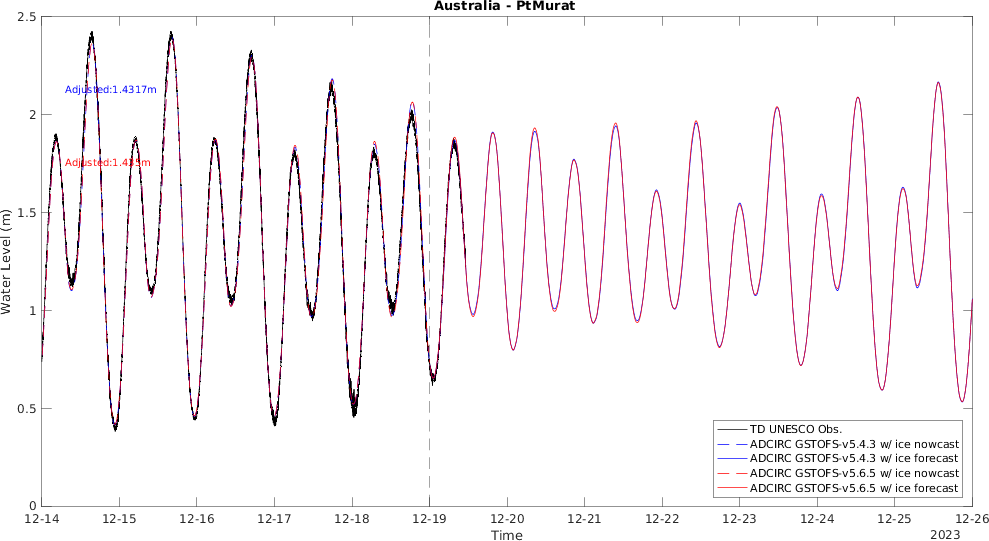 Australia - PtMurat
2.5
2
1.5
1
0.5
0
Water Level (m)
Adjusted:1.4317m
Adjusted:1.435m
TD UNESCO Obs.
ADCIRC GSTOFS-v5.4.3 w/ ice nowcast
ADCIRC GSTOFS-v5.4.3 w/ ice forecast
ADCIRC GSTOFS-v5.6.5 w/ ice nowcast
ADCIRC GSTOFS-v5.6.5 w/ ice forecast
12-14 12-15 12-16 12-17 12-18 12-19 12-20 12-21 12-22 12-23 12-24 12-25 12-26
Time
2023